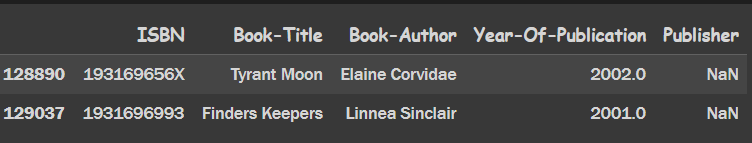 ISBN Book-Title Book-Author Year-Of-Publication Publisher
128890 193169656X Tyrant Moon Elaine Corvidae 2002.0 NaN
129037 1931696993 Finders Keepers Linnea Sinclair 2001.0 NaN